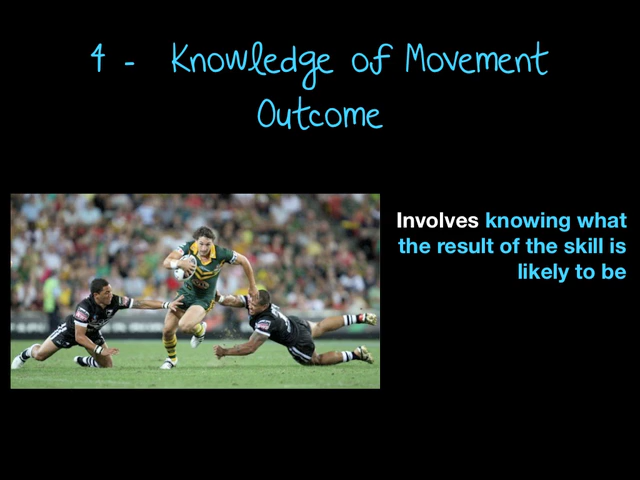 4 - Knowledge of Movement
Outcome
Involves knowing what
the result of the skill is
likely to be